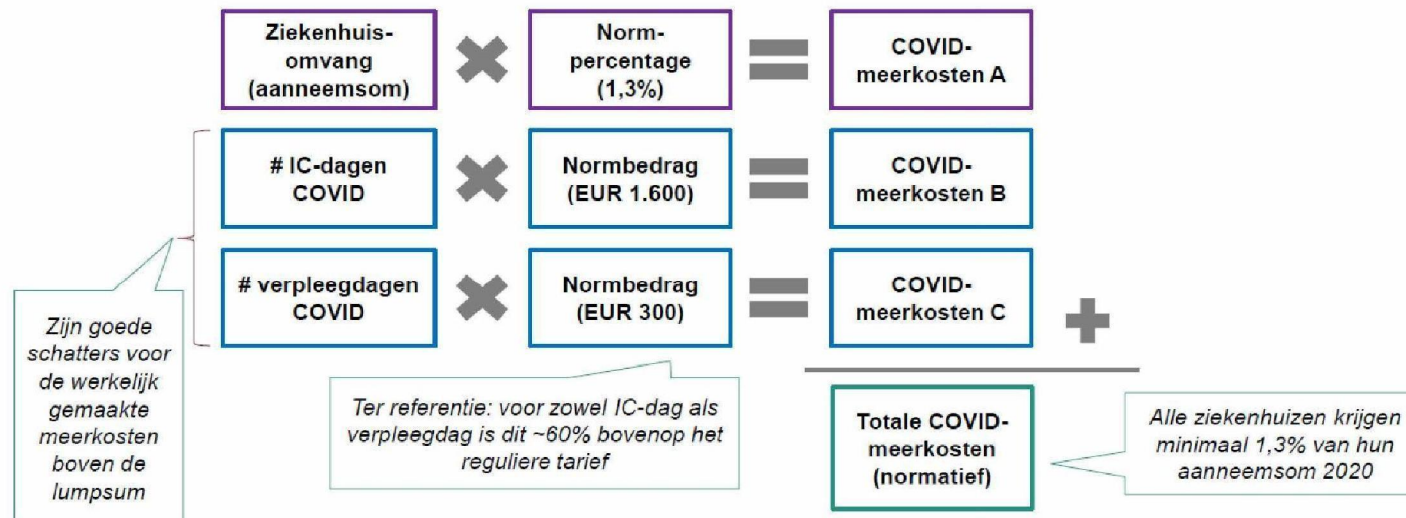 Ziekenhuis-
omvang
(aanneemsom)
Norm-
percentage
(1,3%)
COVID-
meerkosten A
# IC-dagen
COVID
Normbedrag
(EUR 1.600)
COVID-
meerkosten B
# verpleegdagen
COVID
Normbedrag
(EUR 300)
COVID-
meerkosten C
Zijn goede
schatters voor
de werkelijk
gemaakte
meerkosten
boven de
lumpsum
Ter referentie: voor zowel IC-dag als
verpleegdag is dit ~60% bovenop het
reguliere tarief
Totale COVID-
meerkosten
(normatief)
Alle ziekenhuizen krijgen
minimaal 1,3% van hun
aanneemsom 2020